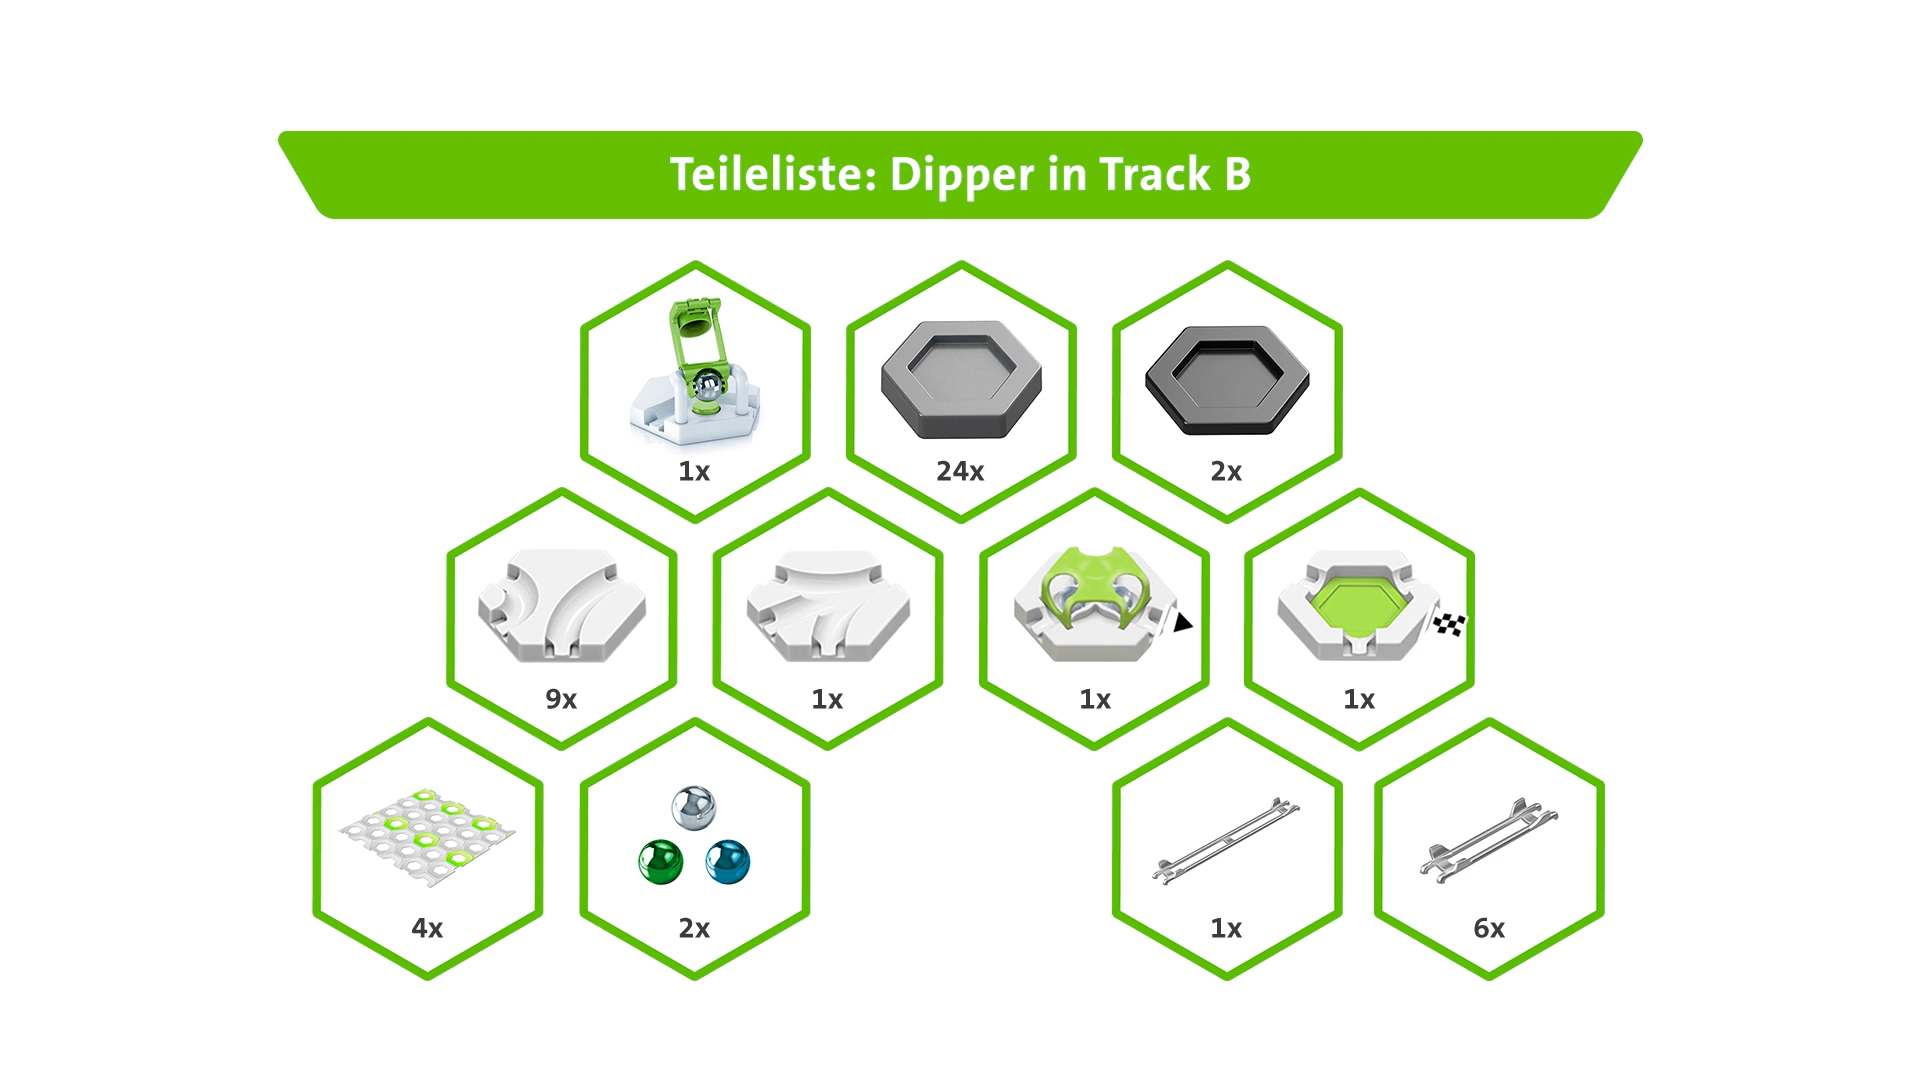 Teileliste: Dipper in Track B
1x
24x
2x
9x
1x
1x
1x
4x
2x
1x
6x